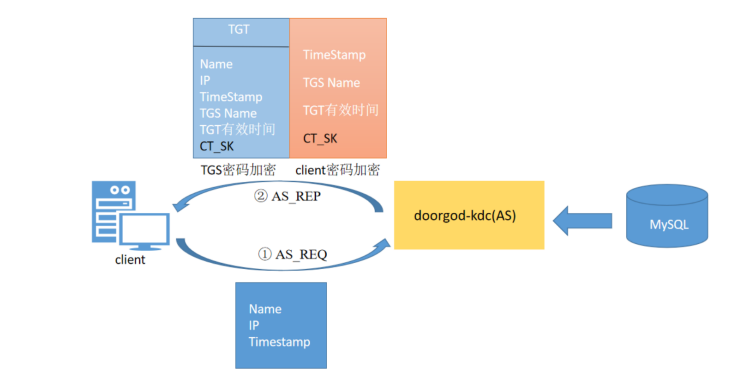 TGT
Name
IP
TimeStamp
TGS Name
TGT有效时间
CT_SK
TimeStamp
TGS Name
TGT有效时间
CT_SK
TGS密码加密
client密码加密
② AS_REP
doorgod-kdc(AS)
MySQL
client
① AS_REQ
Name
IP
Timestamp